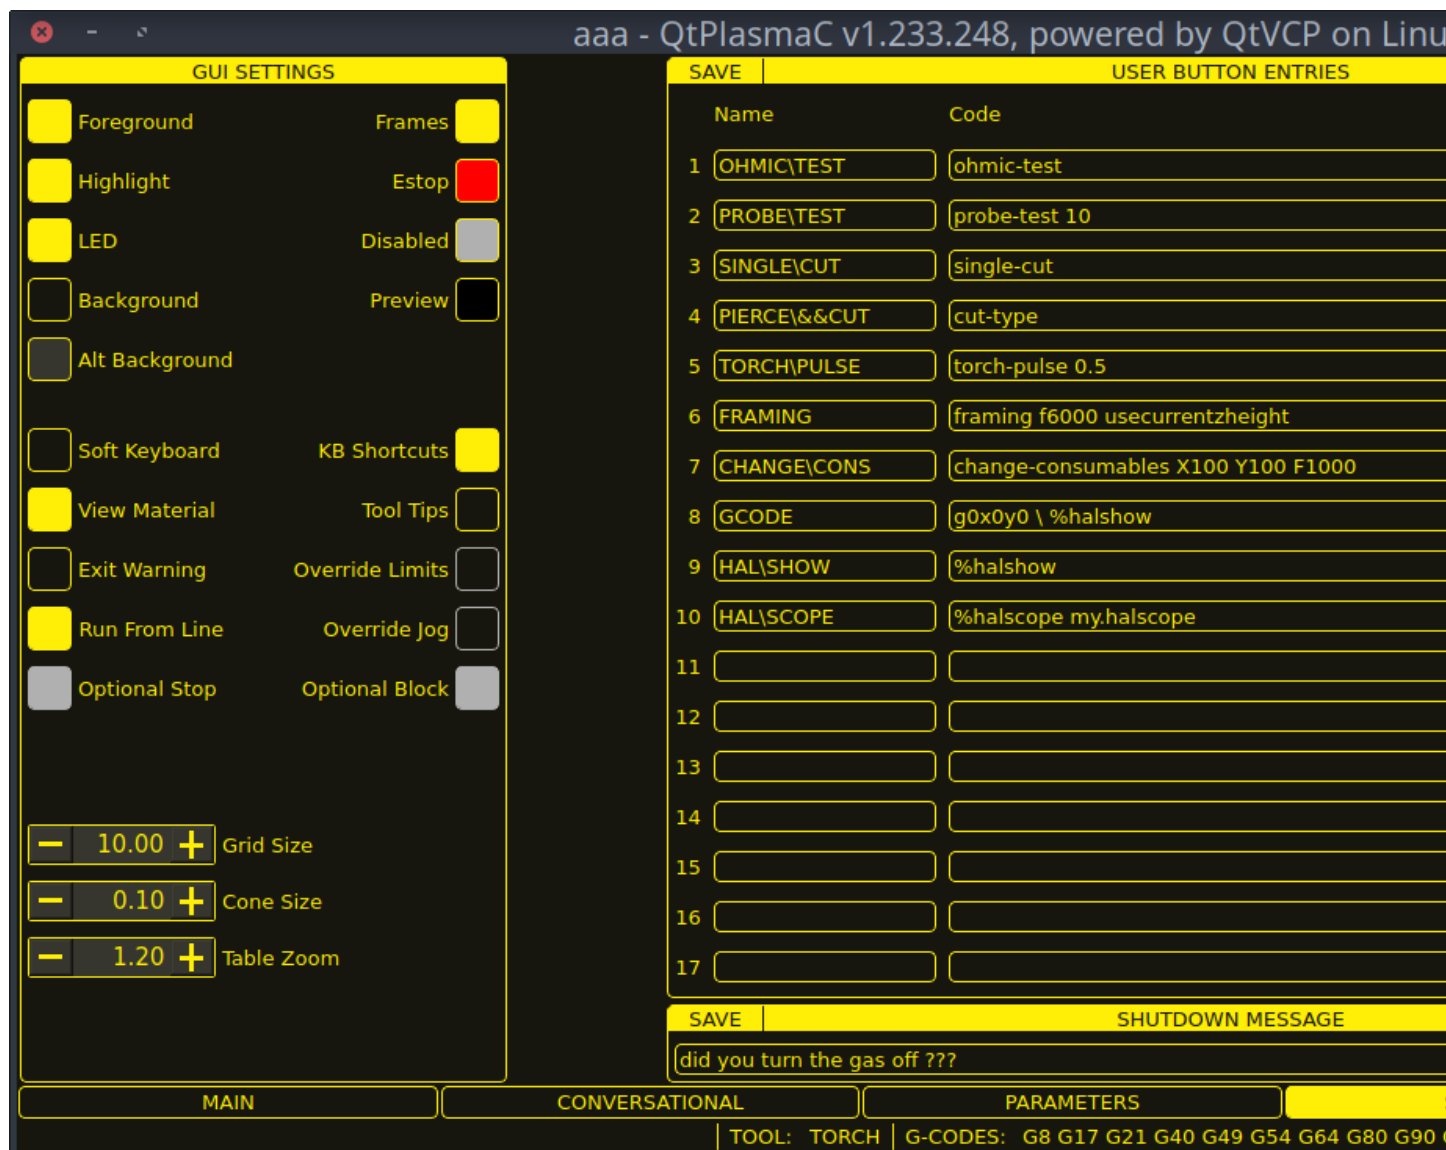 aaa - QtPlasmaC v1.233.248, powered by QtVCP on Linu
GUI SETTINGS
Foreground Frames
Highlight Estop
LED Disabled
Background Preview
Alt Background
Soft Keyboard KB Shortcuts
View Material Tool Tips
Exit Warning Override Limits
Run From Line Override Jog
Optional Stop Optional Block
10.00 Grid Size
0.10 Cone Size
1.20 Table Zoom
SAVE USER BUTTON ENTRIES
Name Code
1 OHMIC\TEST ohmic-test
2 PROBE\TEST probe-test 10
3 SINGLE\CUT single-cut
4 PIERCE\&&CUT cut-type
5 TORCH\PULSE torch-pulse 0.5
6 FRAMING framing f6000 usecurrentzheight
7 CHANGE\CONS change-consumables X100 Y100 F1000
8 GCODE g0x0y0 \ %halshow
9 HAL\SHOW %halshow
10 HAL\SCOPE %halscope my.halscope
11
12
13
14
15
16
17
SAVE SHUTDOWN MESSAGE
did you turn the gas off ???
MAIN CONVERSATIONAL PARAMETERS
TOOL: TORCH G-CODES: G8 G17 G21 G40 G49 G54 G64 G80 G90